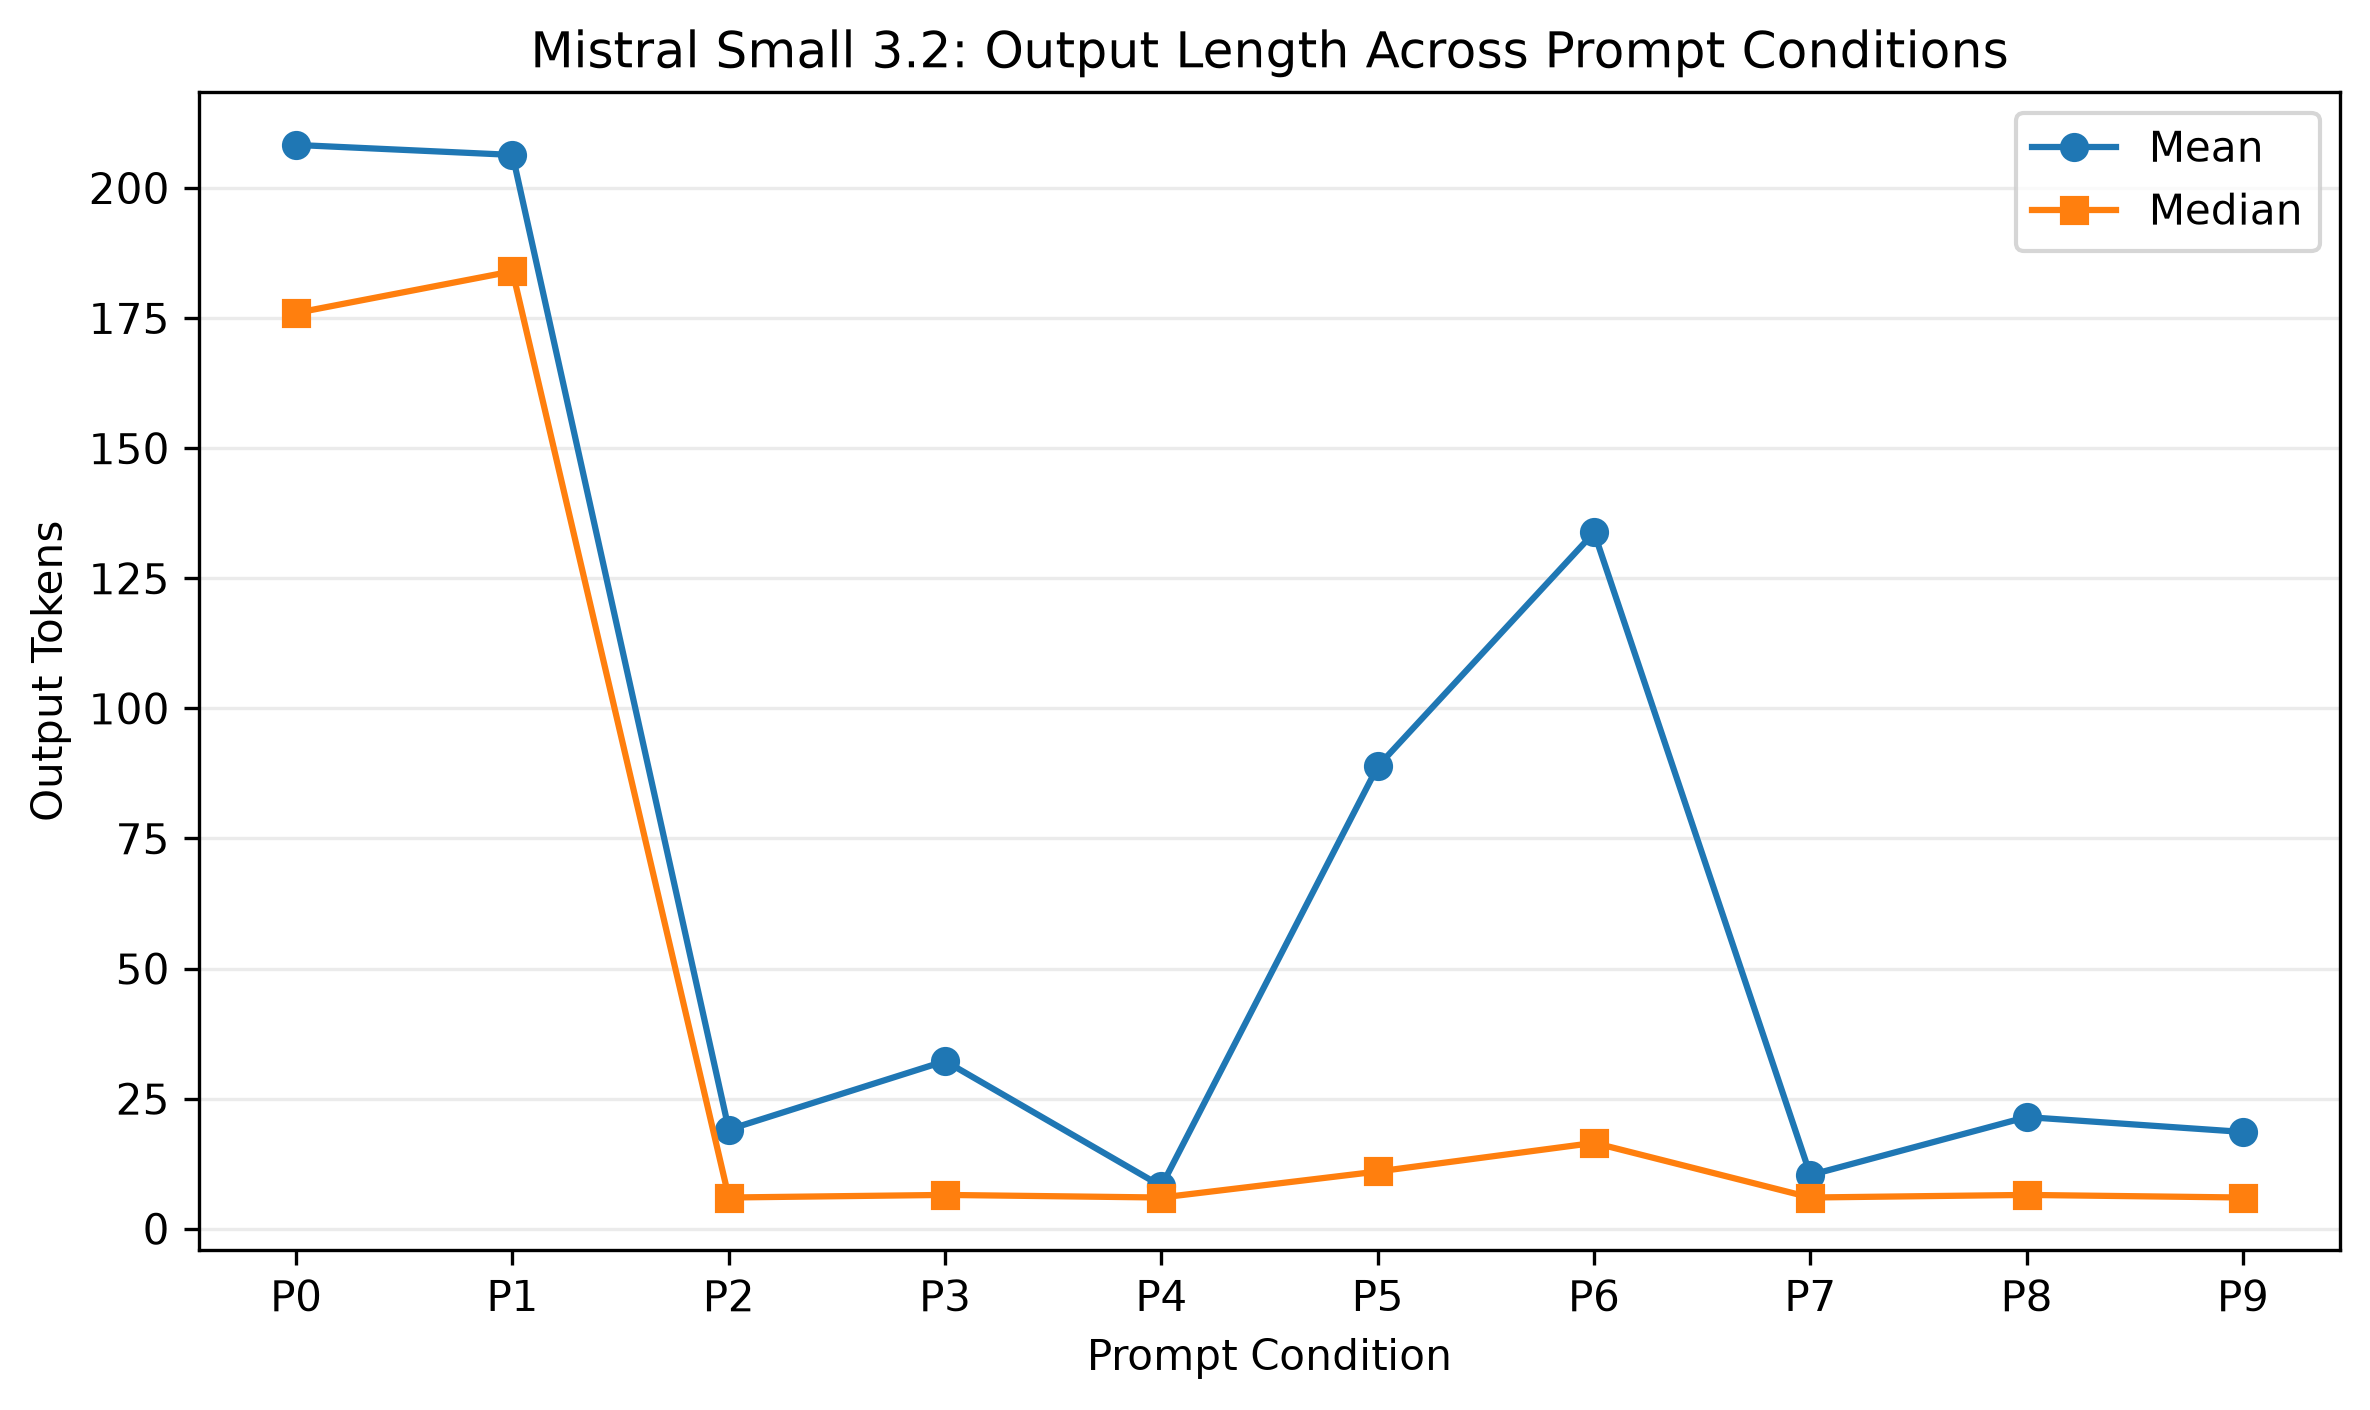 Mistral Small 3.2: Output Length Across Prompt Conditions
Mean
Median
200
175
150
125
100
75
50
25
0
Output Tokens
P0 P1 P2 P3 P4 P5 P6 P7 P8 P9
Prompt Condition